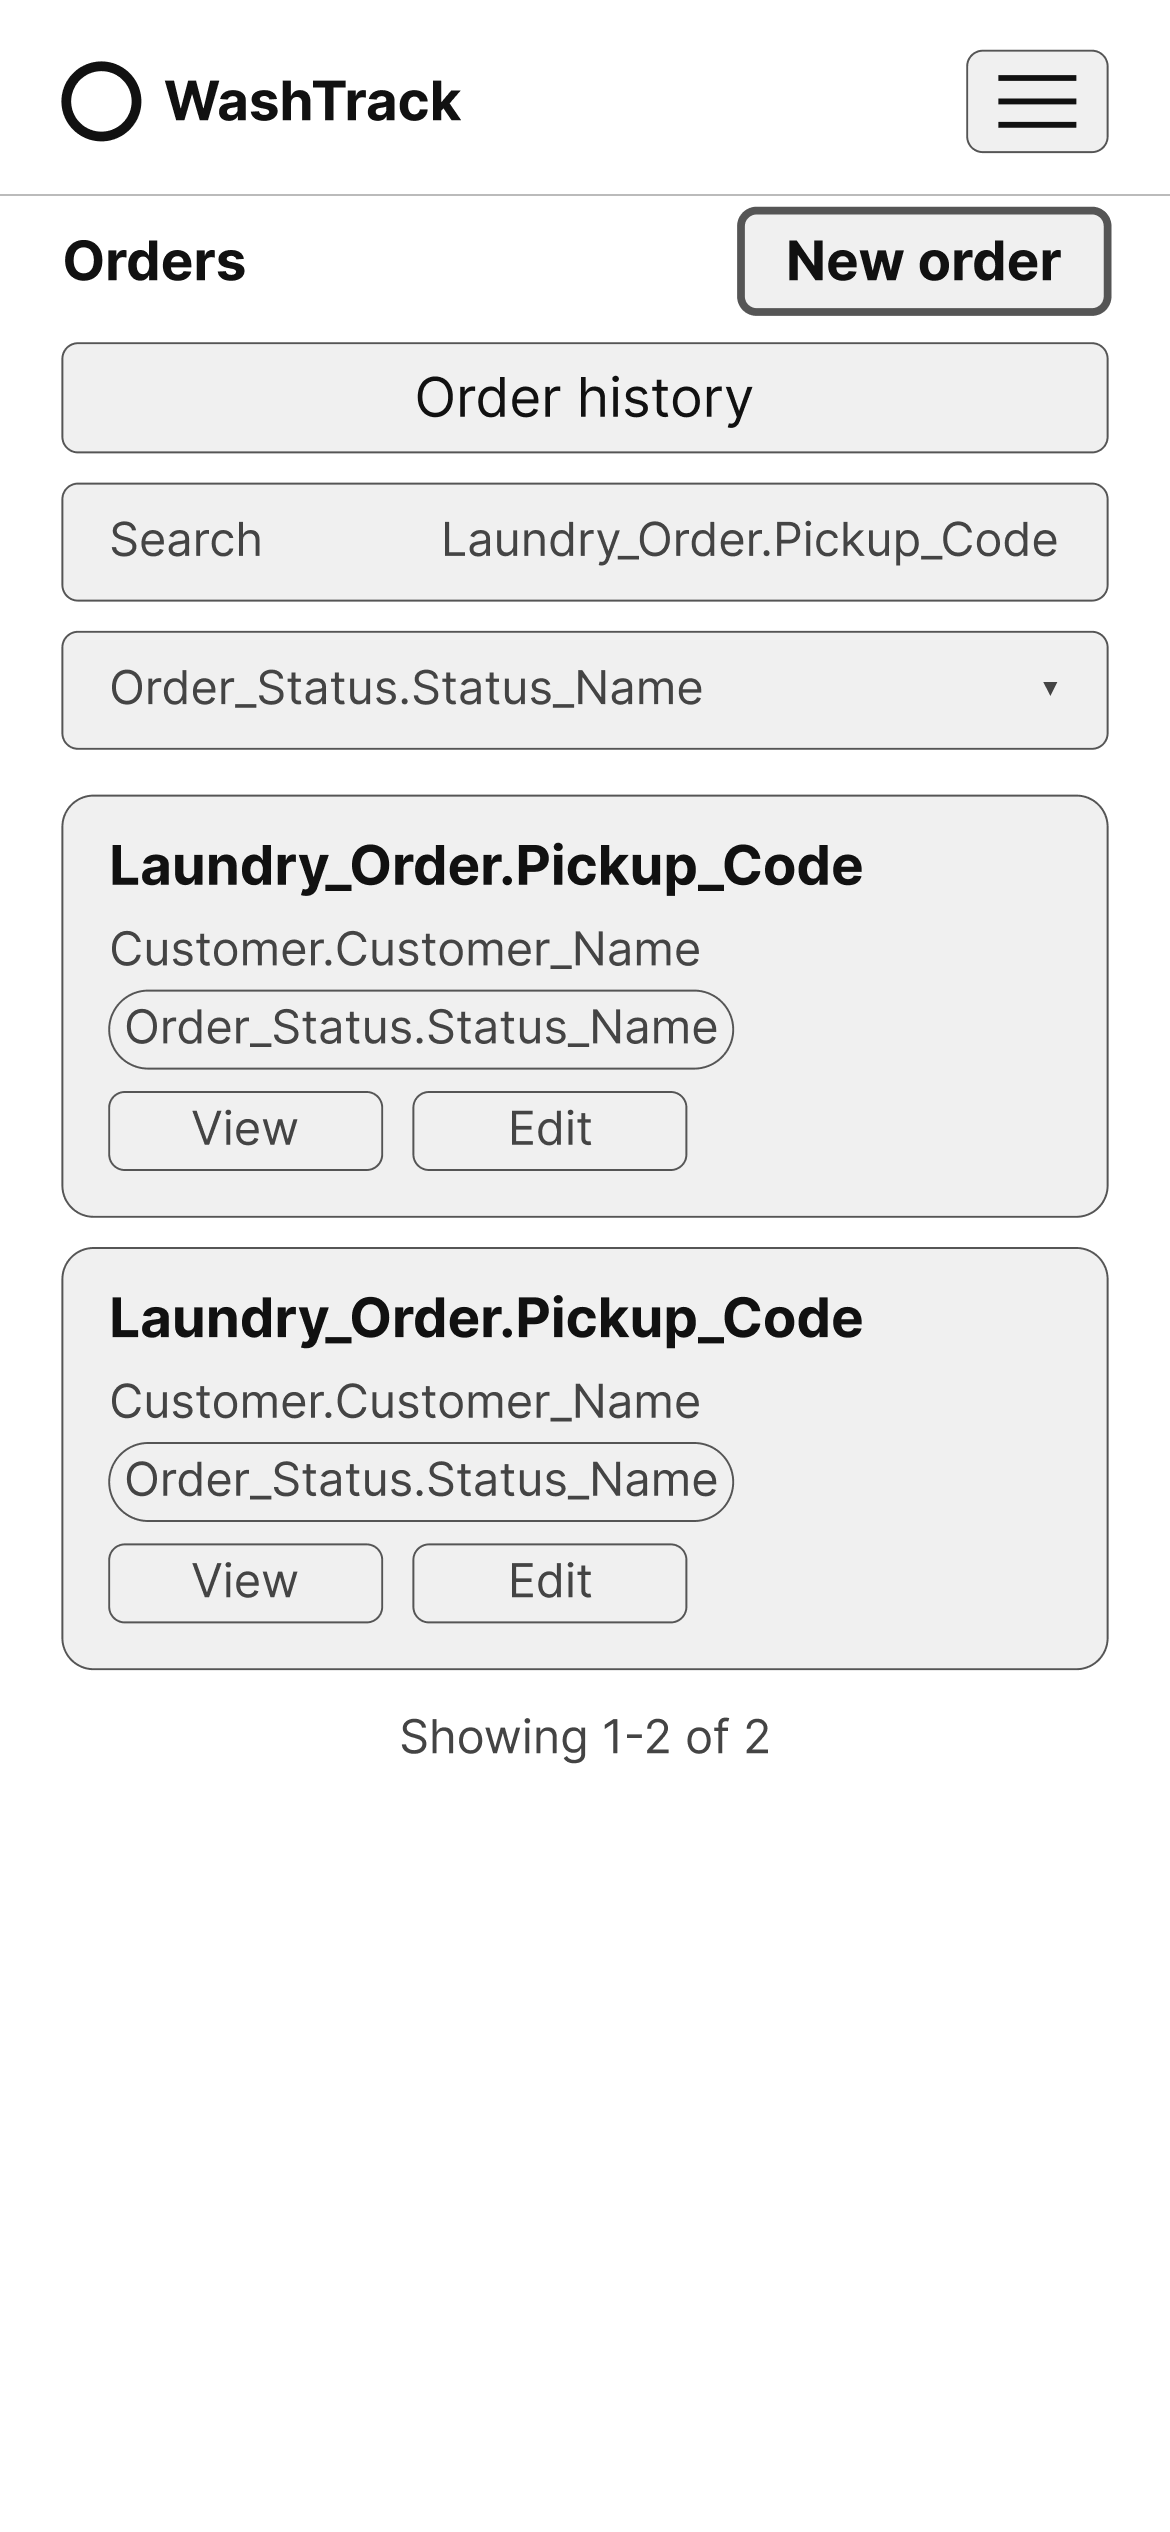 WashTrack
Orders
New order
Order history
Search Laundry_Order.Pickup_Code
Order_Status.Status_Name ▾
Laundry_Order.Pickup_Code
Customer.Customer_Name
Order_Status.Status_Name
View Edit
Laundry_Order.Pickup_Code
Customer.Customer_Name
Order_Status.Status_Name
View Edit
Showing 1-2 of 2